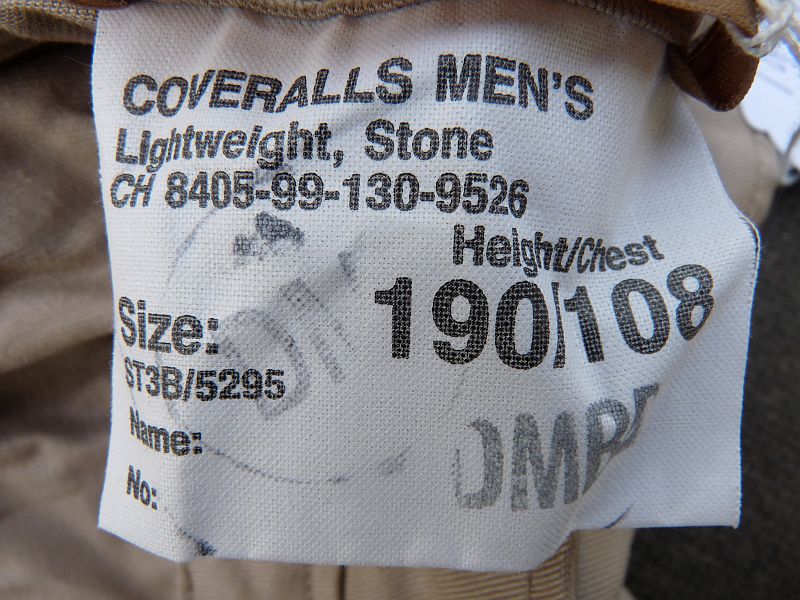 COVERALLS MEN'S
Lightweight, Stone
CH 8405-99-130-9526
Height/Chest
Size: 190/108
ST3B/5295
Name:
No: